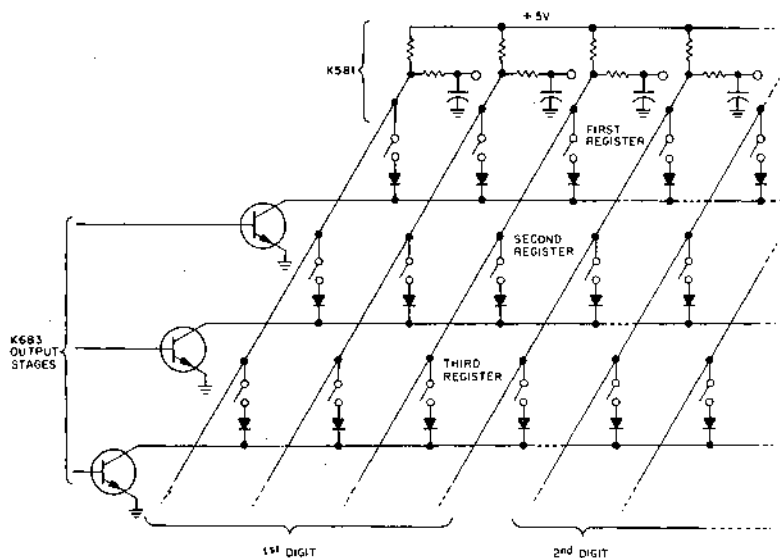 +5V
K581
FIRST
REGISTER
SECOND
REGISTER
K683
OUTPUT
STAGES
THIRD
REGISTER
1st DIGIT
2nd DIGIT